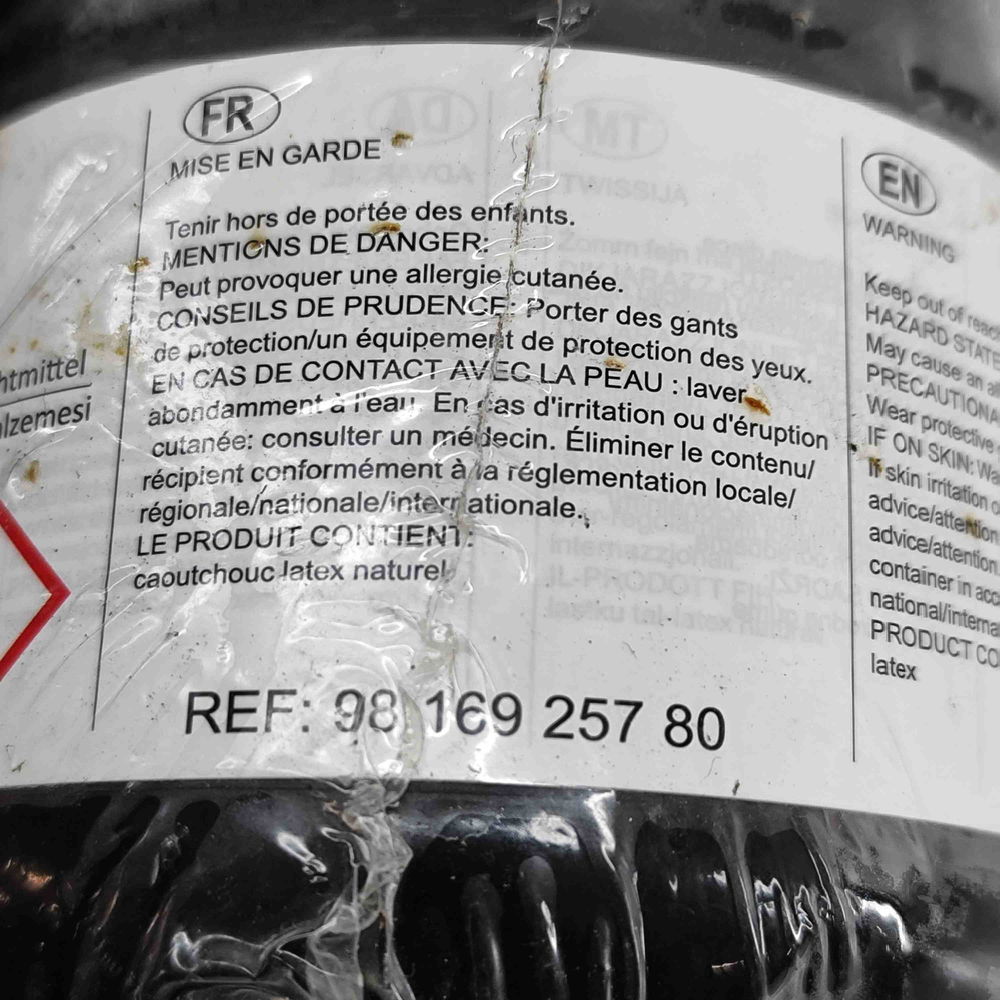 htmittel
lzemesi
FR
MISE EN GARDE
Tenir hors de portée des enfants.
MENTIONS DE DANGER:
Peut provoquer une allergie cutanée.
CONSEILS DE PRUDENCE: Porter des gants
de protection/un équipement de protection des yeux.
EN CAS DE CONTACT AVEC LA PEAU : laver
abondamment à l'eau. En cas d'irritation ou d'éruption
cutanée: consulter un médecin. Éliminer le contenu/
récipient conformément à la réglementation locale/
régionale/nationale/internationale.;
LE PRODUIT CONTIENT:
caoutchouc latex naturel
REF: 98 169 257 80
MT
TWISSIJA
EN
WARNING
Keep out of reac
HAZARD STATE
May cause an a
PRECAUTIONA
Wear protective
IF ON SKIN: Wa
If skin irritation o
advice/attention
advice/attention.
container in acc
national/interna
PRODUCT CO
latex